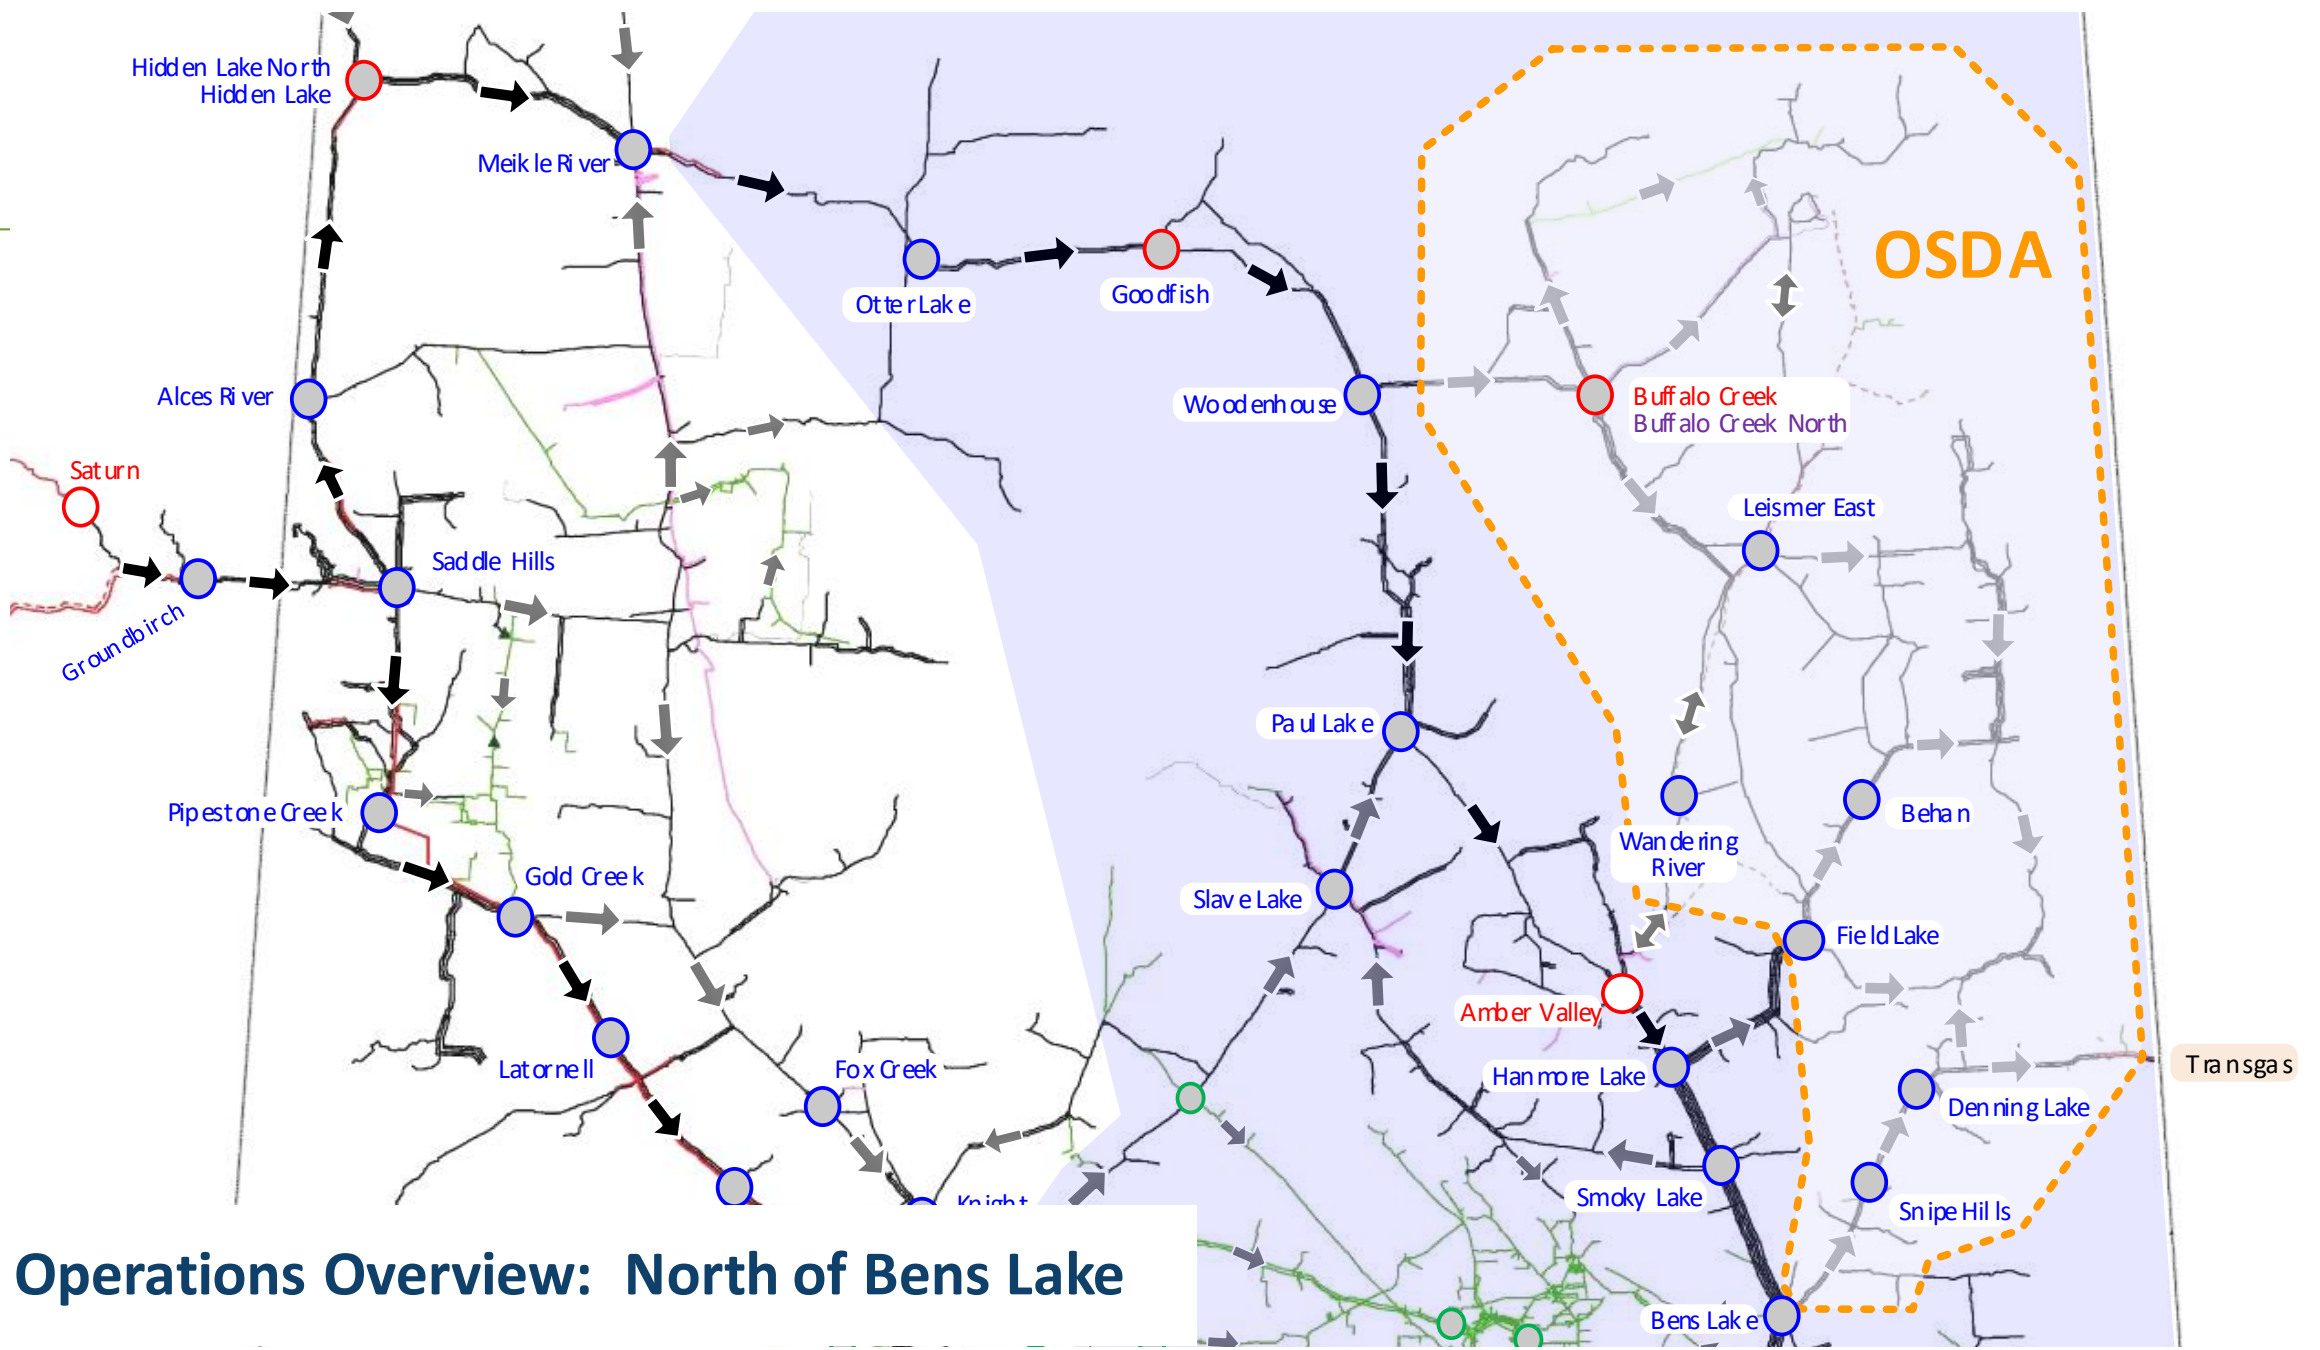 Hidden Lake North
Hidden Lake
Meikle River
OSDA
Otter Lake
Goodfish
Alces River
Woodenhouse
Buffalo Creek
Buffalo Creek North
Saturn
Leismer East
Saddle Hills
Groundbirch
Paul Lake
Pipestone Creek
Behan
Wandering
River
Gold Creek
Slave Lake
Field Lake
Amber Valley
Latornell
Fox Creek
Hanmore Lake
Transgas
Denning Lake
Smoky Lake
Knight
Snipe Hills
Operations Overview: North of Bens Lake
Bens Lake